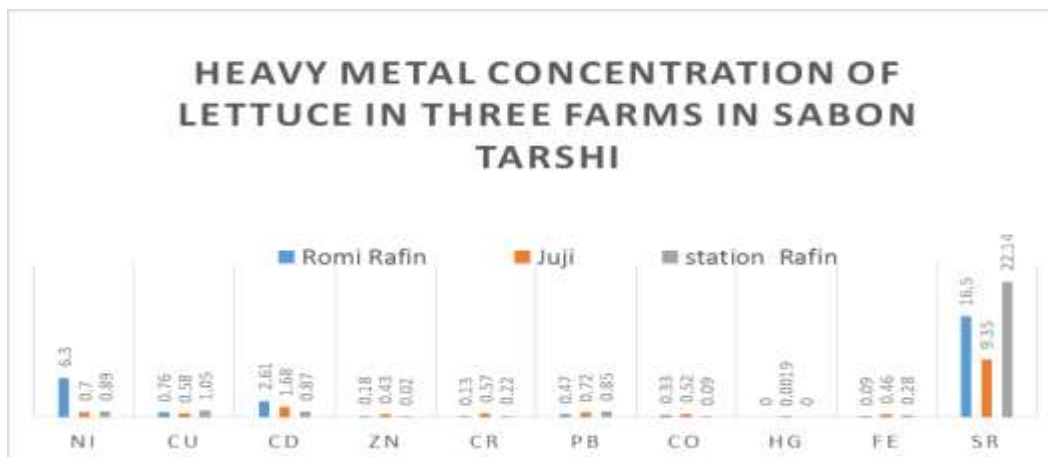 HEAVY METAL CONCENTRATION OF
LETTUCE IN THREE FARMS IN SABON
TARSHI
Romi Rafin Juji station Rafin
6.3 0.7 0.89 0.76 0.58 1.05 2.61 1.68 0.87 0.18 0.43 0.02 0.13 0.57 0.22 0.47 0.72 0.85 0.33 0.52 0.09 0 0.0019 0 0.09 0.46 0.28 16.5 9.35 22.14
NI CU CD ZN CR PB CO HG FE SR